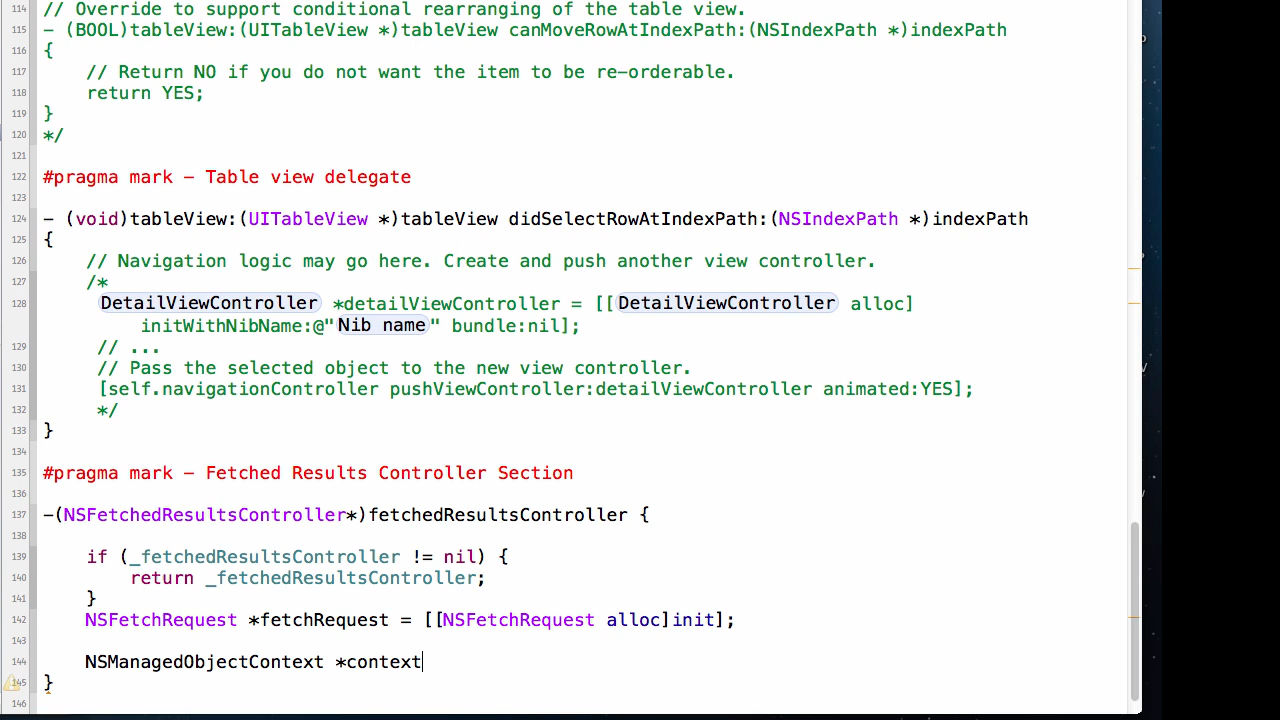 114 // Override to support conditional rearranging of the table view.
115 - (BOOL)tableView:(UITableView *)tableView canMoveRowAtIndexPath:(NSIndexPath *)indexPath
116 {
117 // Return NO if you do not want the item to be re-orderable.
118 return YES;
119 }
120 */
121
122 #pragma mark - Table view delegate
123
124 - (void)tableView:(UITableView *)tableView didSelectRowAtIndexPath:(NSIndexPath *)indexPath
125 {
126 // Navigation logic may go here. Create and push another view controller.
127 /*
128 DetailViewController *detailViewController = [[DetailViewController alloc]
initWithNibName:@"Nib name" bundle:nil];
129 // ...
130 // Pass the selected object to the new view controller.
131 [self.navigationController pushViewController:detailViewController animated:YES];
132 */
133 }
134
135 #pragma mark - Fetched Results Controller Section
136
137 -(NSFetchedResultsController*)fetchedResultsController {
138
139 if (_fetchedResultsController != nil) {
140 return _fetchedResultsController;
141 }
142 NSFetchRequest *fetchRequest = [[NSFetchRequest alloc]init];
143
144 NSManagedObjectContext *context
145 }
146